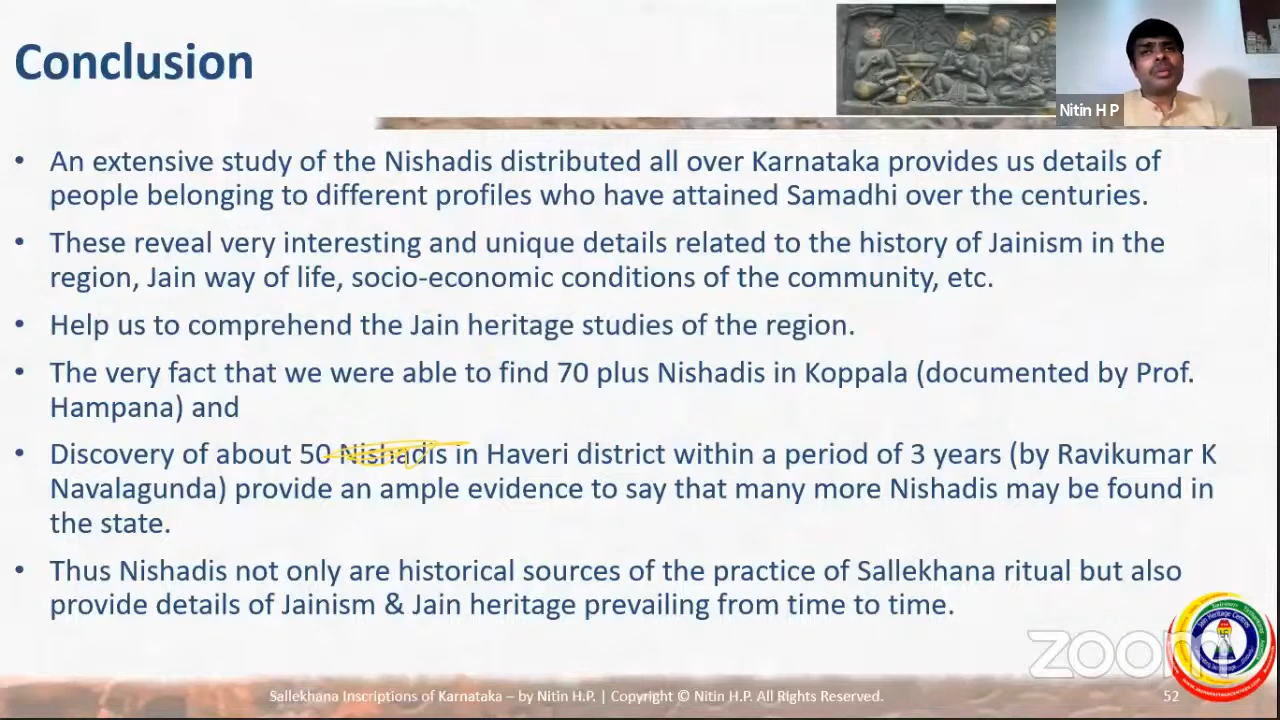 Conclusion
Nitin H P
• An extensive study of the Nishadis distributed all over Karnataka provides us details of
people belonging to different profiles who have attained Samadhi over the centuries.
• These reveal very interesting and unique details related to the history of Jainism in the
region, Jain way of life, socio-economic conditions of the community, etc.
• Help us to comprehend the Jain heritage studies of the region.
• The very fact that we were able to find 70 plus Nishadis in Koppala (documented by Prof.
Hampana) and
• Discovery of about 50 Nishadis in Haveri district within a period of 3 years (by Ravikumar K
Navalagunda) provide an ample evidence to say that many more Nishadis may be found in
the state.
• Thus Nishadis not only are historical sources of the practice of Sallekhana ritual but also
provide details of Jainism & Jain heritage prevailing from time to time.
zoom
Jain Heritage Centres
Sallekhana Inscriptions of Karnataka – by Nitin H.P. | Copyright © Nitin H.P. All Rights Reserved.
52